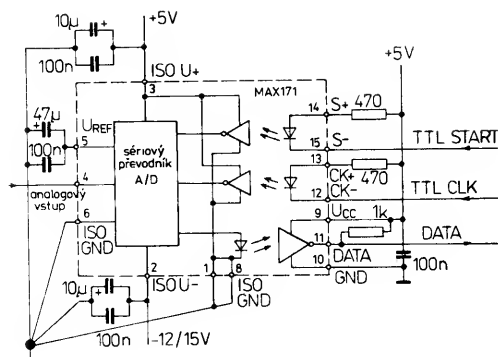 10µ +
+5V
100n
ISO U+
+5V
3
MAX171
47µ
+
100n
UREF
5
14 S+ 470
sériový
převodník
A/D
15 S-
TTL START
13
CK+
470
4
analogový
vstup
12 CK-
TTL CLK
6
ISO
GND
9 UCC
1k
11
DATA
DATA
10
GND
100n
2
ISO U-
1
8
ISO
GND
10µ +
100n
-12/15V